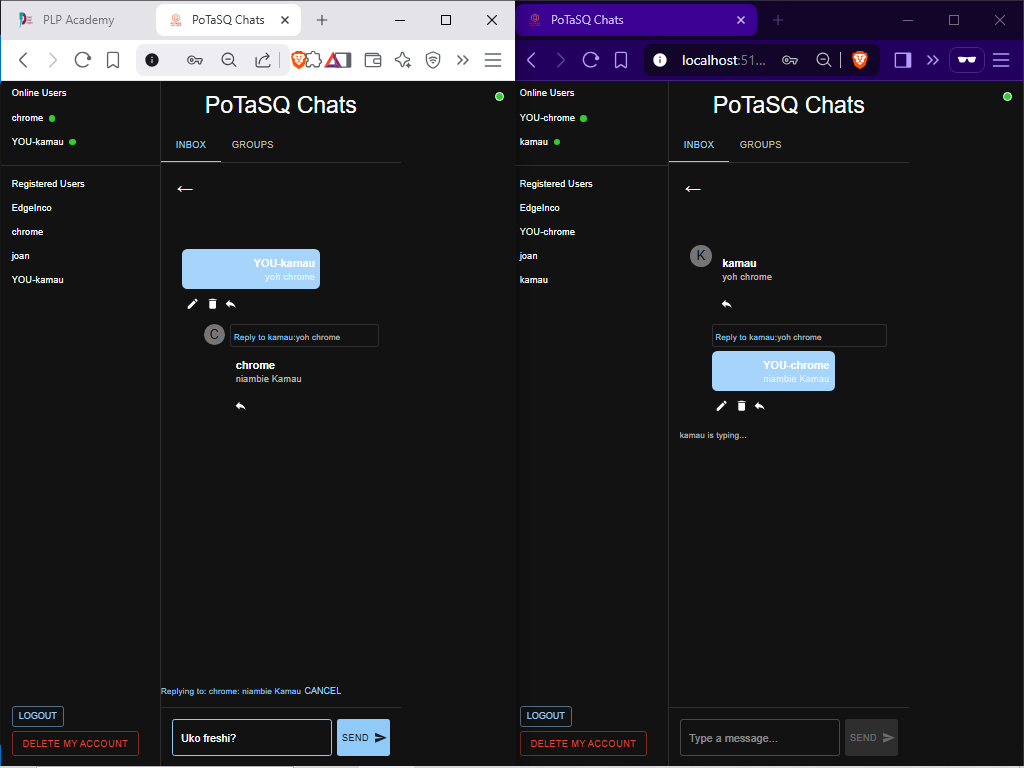 PLP Academy
PoTaSQ Chats
Online Users
chrome
YOU-kamau
Registered Users
EdgeInco
chrome
joan
YOU-kamau
LOGOUT
DELETE MY ACCOUNT
PoTaSQ Chats
INBOX GROUPS
YOU-kamau
yoh chrome
C
Reply to kamau:yoh chrome
chrome
niambie Kamau
Replying to: chrome: niambie Kamau CANCEL
Uko freshi?
SEND
PoTaSQ Chats
localhost:51...
Online Users
YOU-chrome
kamau
Registered Users
EdgeInco
YOU-chrome
joan
kamau
LOGOUT
DELETE MY ACCOUNT
PoTaSQ Chats
INBOX GROUPS
K
kamau
yoh chrome
Reply to kamau:yoh chrome
YOU-chrome
niambie Kamau
kamau is typing...
Type a message...
SEND